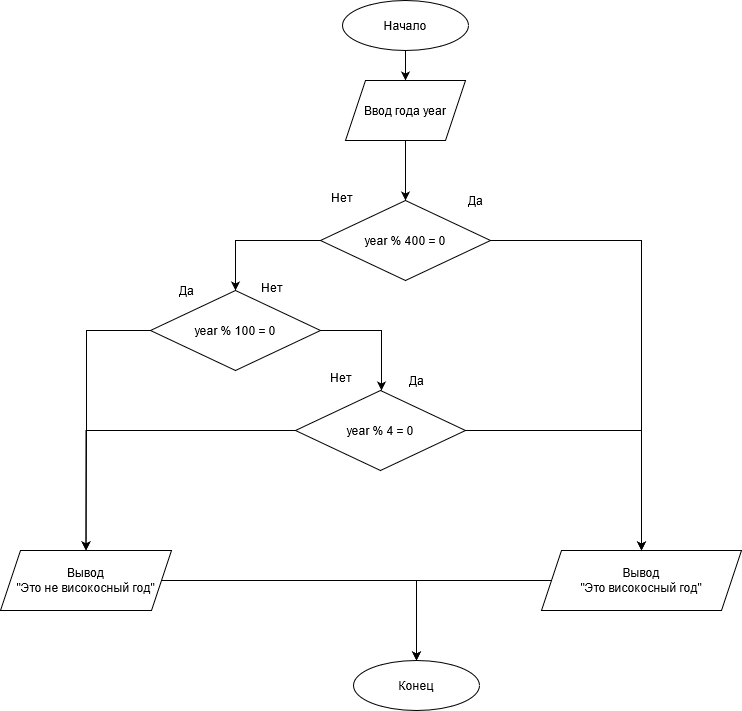 Начало
Ввод года year
Нет
Да
year % 400 = 0
Да
Нет
year % 100 = 0
Нет
Да
year % 4 = 0
Вывод
"Это не високосный год"
Вывод
"Это високосный год"
Конец